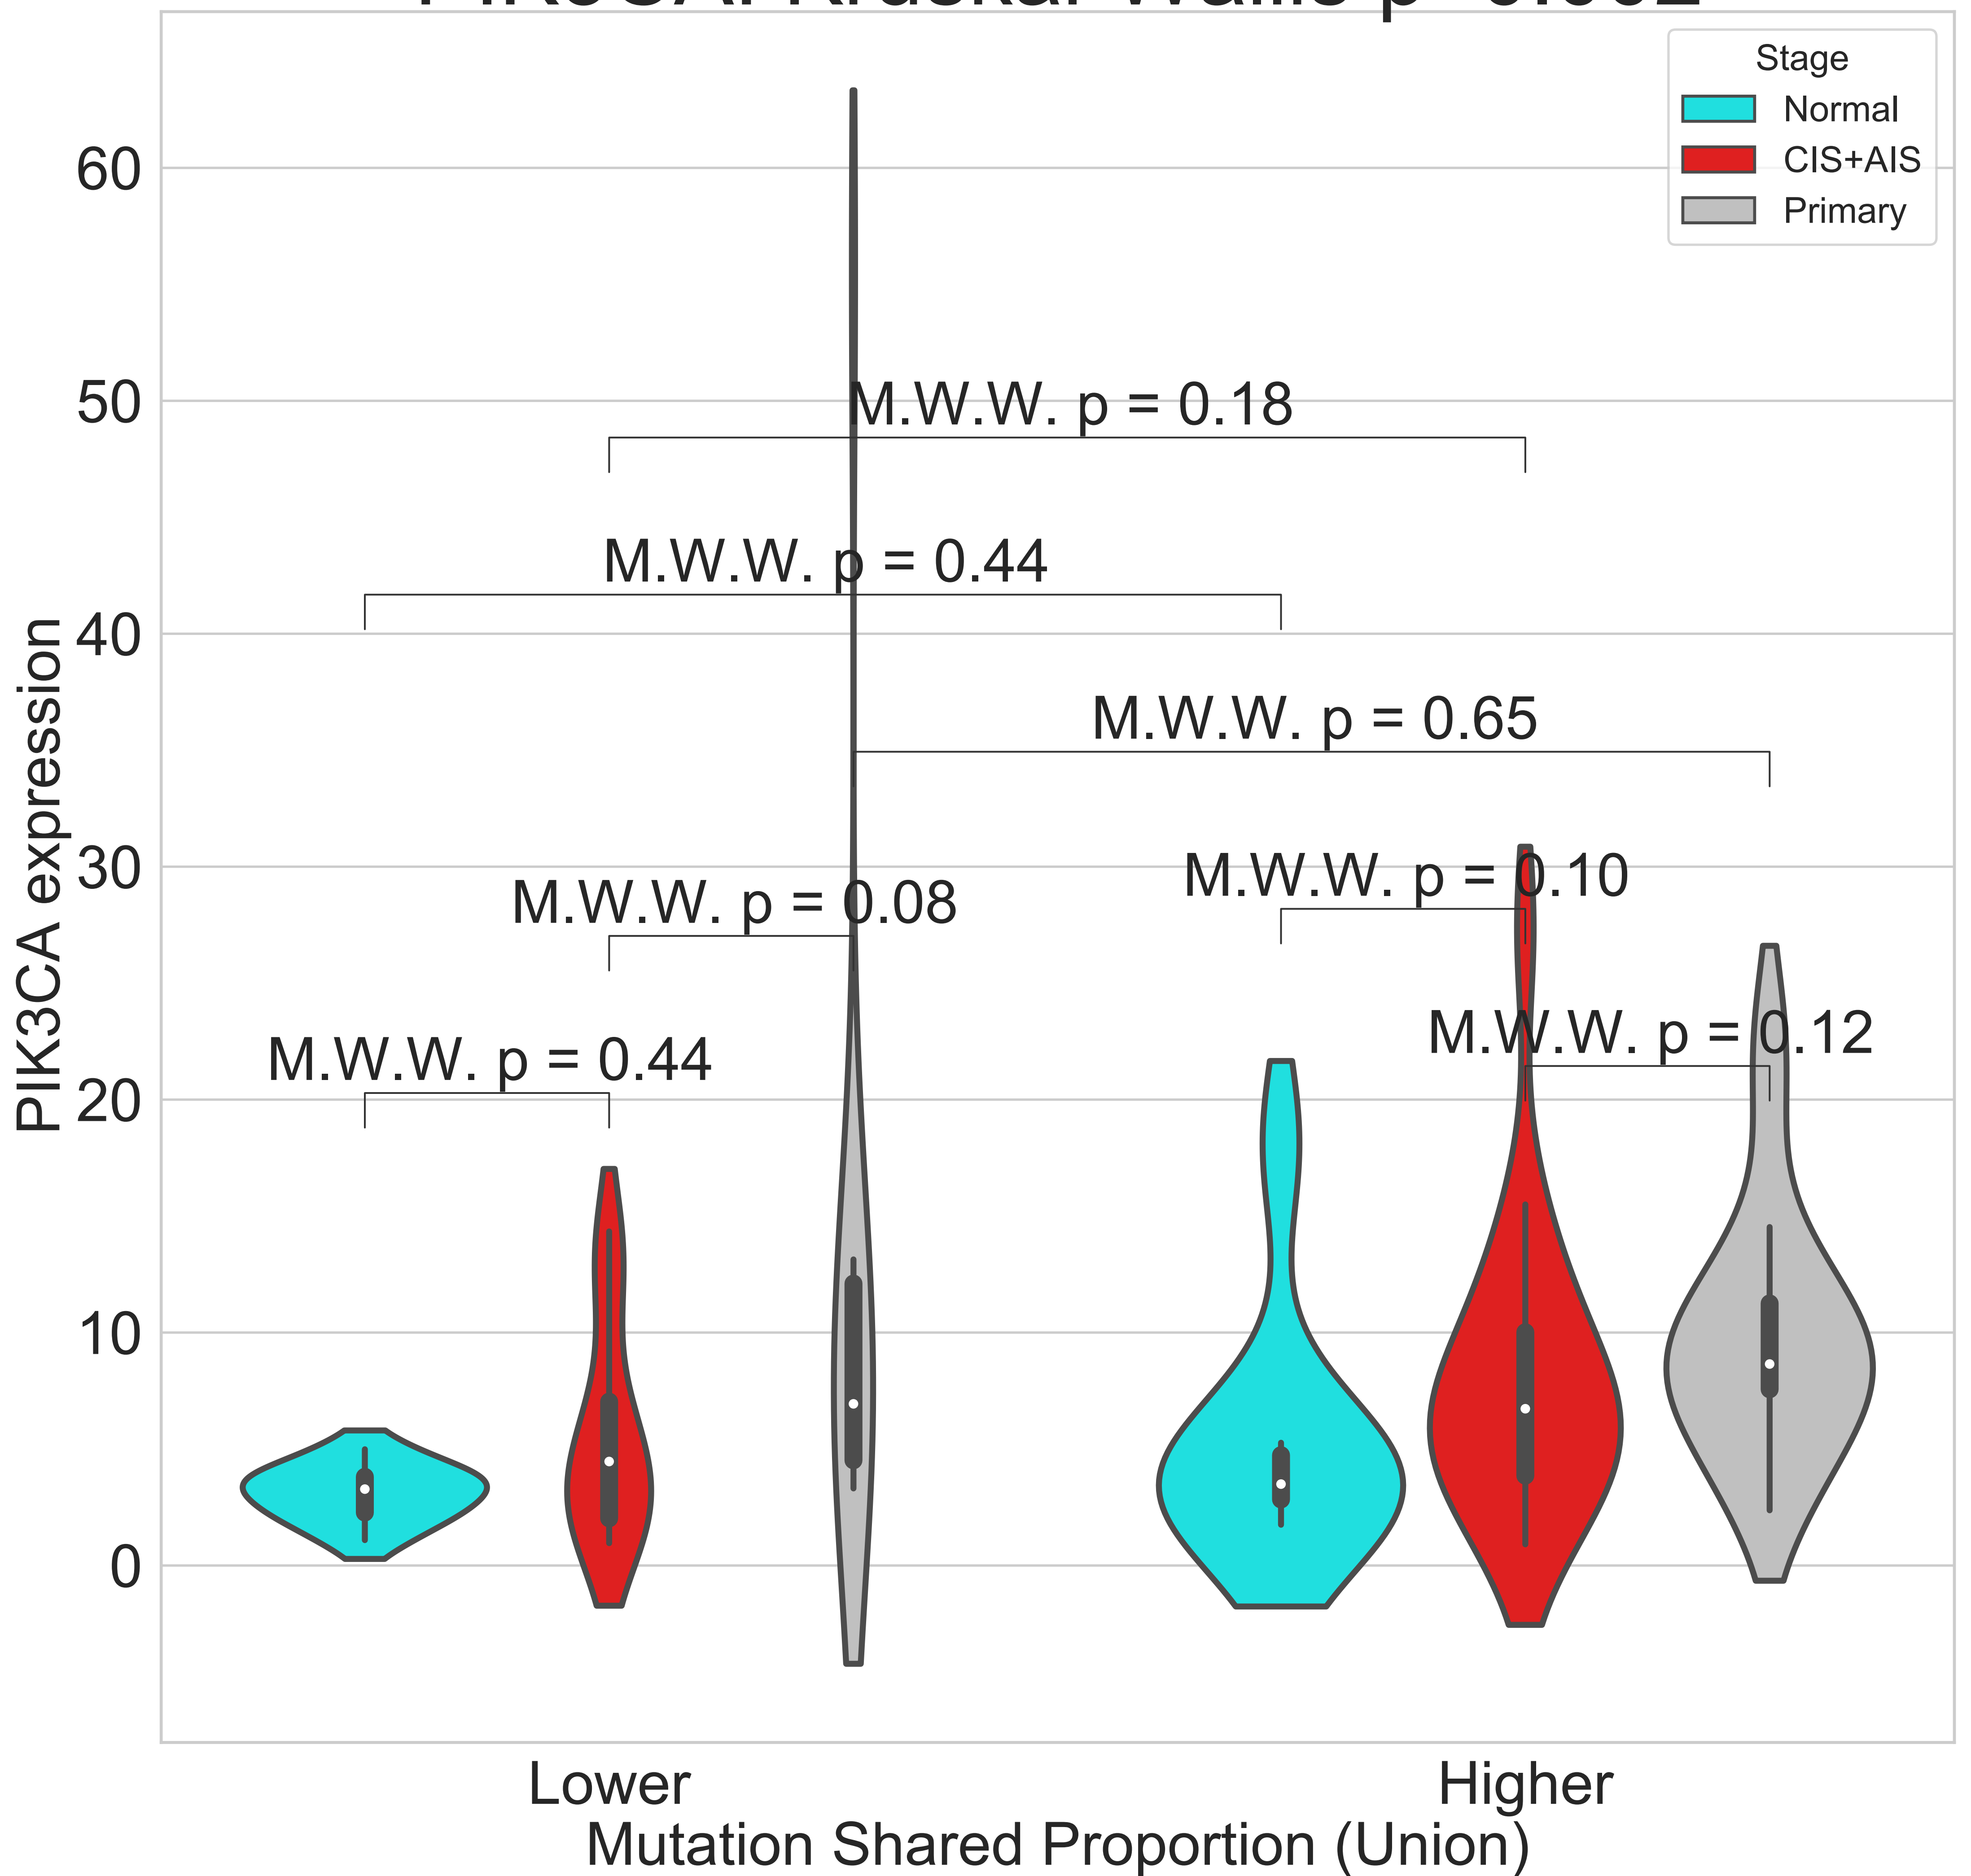 Stage
Normal
CIS+AIS
Primary
60
50
40
30
20
10
0
PIK3CA expression
M.W.W. p = 0.18
M.W.W. p = 0.44
M.W.W. p = 0.65
M.W.W. p = 0.10
M.W.W. p = 0.08
M.W.W. p = 0.12
M.W.W. p = 0.44
Lower
Higher
Mutation Shared Proportion (Union)